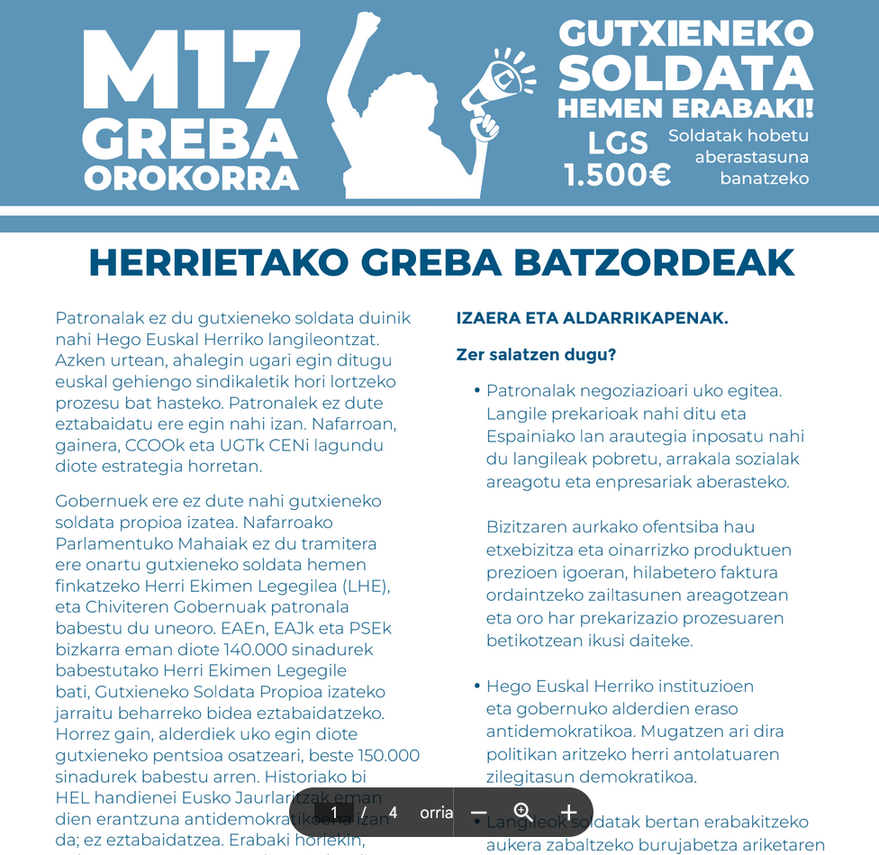 M17
GREBA
OROKORRA
GUTXIENEKO
SOLDATA
HEMEN ERABAKI!
LGS
1.500€
Soldatak hobetu
aberastasuna
banatzeko
HERRIETAKO GREBA BATZORDEAK
Patronalak ez du gutxieneko soldata duinik
nahi Hego Euskal Herriko langileontzat.
Azken urtean, ahalegin ugari egin ditugu
euskal gehiengo sindikaletik hori lortzeko
prozesu bat hasteko. Patronalek ez dute
eztabaidatu ere egin nahi izan. Nafarroan,
gainera, CCOOk eta UGTk CENi lagundu
diote estrategia horretan.
Gobernuek ere ez dute nahi gutxieneko
soldata propioa izatea. Nafarroako
Parlamentuko Mahaiak ez du tramitera
ere onartu gutxieneko soldata hemen
finkatzeko Herri Ekimen Legegilea (LHE),
eta Chiviteren Gobernuak patronala
babestu du uneoro. EAEn, EAJk eta PSEk
bizkarra eman diote 140.000 sinadurek
babestutako Herri Ekimen Legegile
bati, Gutxieneko Soldata Propioa izateko
jarraitu beharreko bidea eztabaidatzeko.
Horrez gain, alderdiek uko egin diote
gutxieneko pentsioa osatzeari, beste 150.000
sinadurek babestu arren. Historiako bi
HEL handienei Eusko Jaurlaritzak eman
dien erantzuna antidemokratikoena izan
da; ez eztabaidatzea. Erabaki horiekin,
IZAERA ETA ALDARRIKAPENAK.
Zer salatzen dugu?
• Patronalak negoziazioari uko egitea.
Langile prekarioak nahi ditu eta
Espainiako lan arautegia inposatu nahi
du langileak pobretu, arrakala sozialak
areagotu eta enpresariak aberasteko.
Bizitzaren aurkako ofentsiba hau
etxebizitza eta oinarrizko produktuen
prezioen igoeran, hilabetero faktura
ordaintzeko zailtasunen areagotzean
eta oro har prekarizazio prozesuaren
betikotzean ikusi daiteke.
• Hego Euskal Herriko instituzioen
eta gobernuko alderdien eraso
antidemokratikoa. Mugatzen ari dira
politikan aritzeko herri antolatuaren
zilegitasun demokratikoa.
• Langileok soldatak bertan erabakitzeko
aukera zabaltzeko burujabetza ariketaren
1 / 4 orria